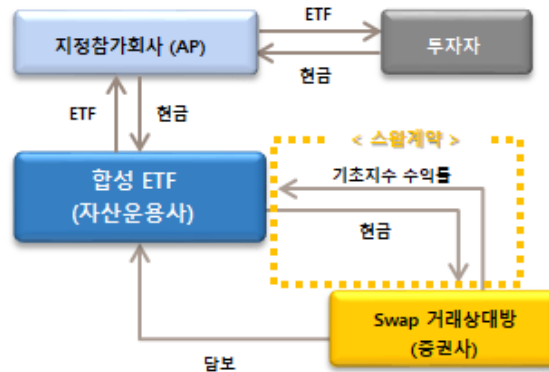 지정참가회사 (AP)
ETF
현금
투자자
ETF
현금
< 스왑계약 >
합성 ETF
(자산운용사)
기초지수 수익률
현금
Swap 거래상대방
(증권사)
담보